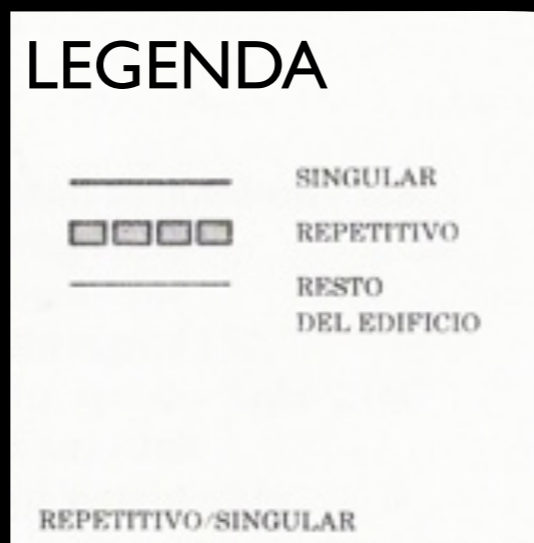 LEGENDA
SINGULAR
REPETITIVO
RESTO
DEL EDIFICIO
REPETITIVO/SINGULAR